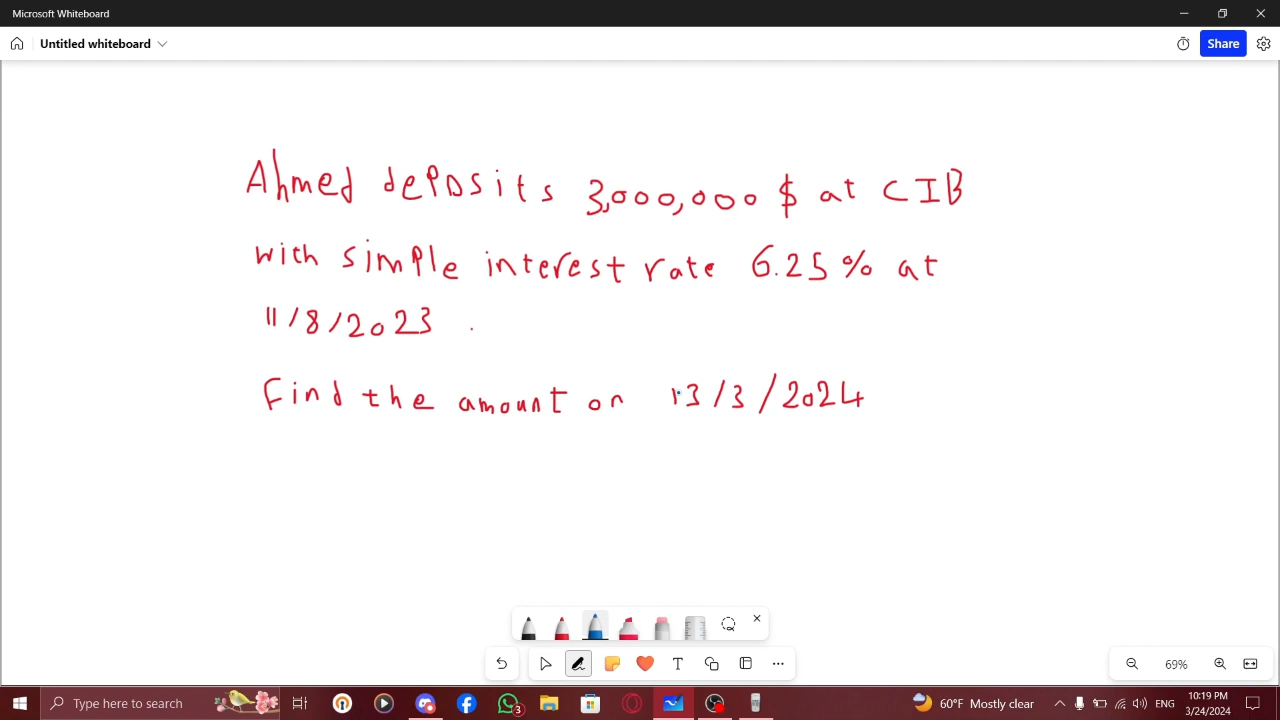 Microsoft Whiteboard
Untitled whiteboard
Share
Ahmed deposits 3,000,000 $ at CIB
with simple interest rate 6.25 % at
11/8/2023 .
Find the amount on 13/3/2024
69%
Type here to search
3
60°F Mostly clear
ENG
10:19 PM
3/24/2024